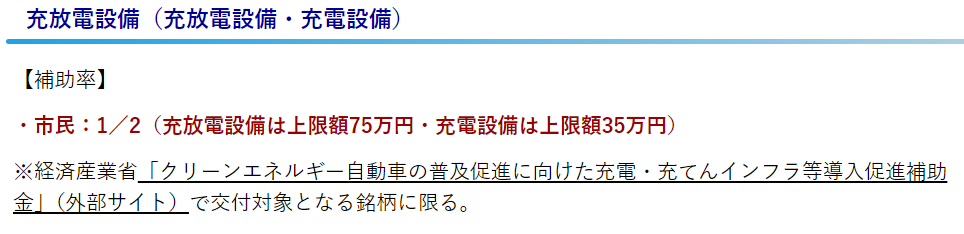 充放電設備（充放電設備・充電設備）
【補助率】
・市民：1／2（充放電設備は上限額75万円・充電設備は上限額35万円）
※経済産業省「クリーンエネルギー自動車の普及促進に向けた充電・充てんインフラ等導入促進補助
金」（外部サイト）で交付対象となる銘柄に限る。